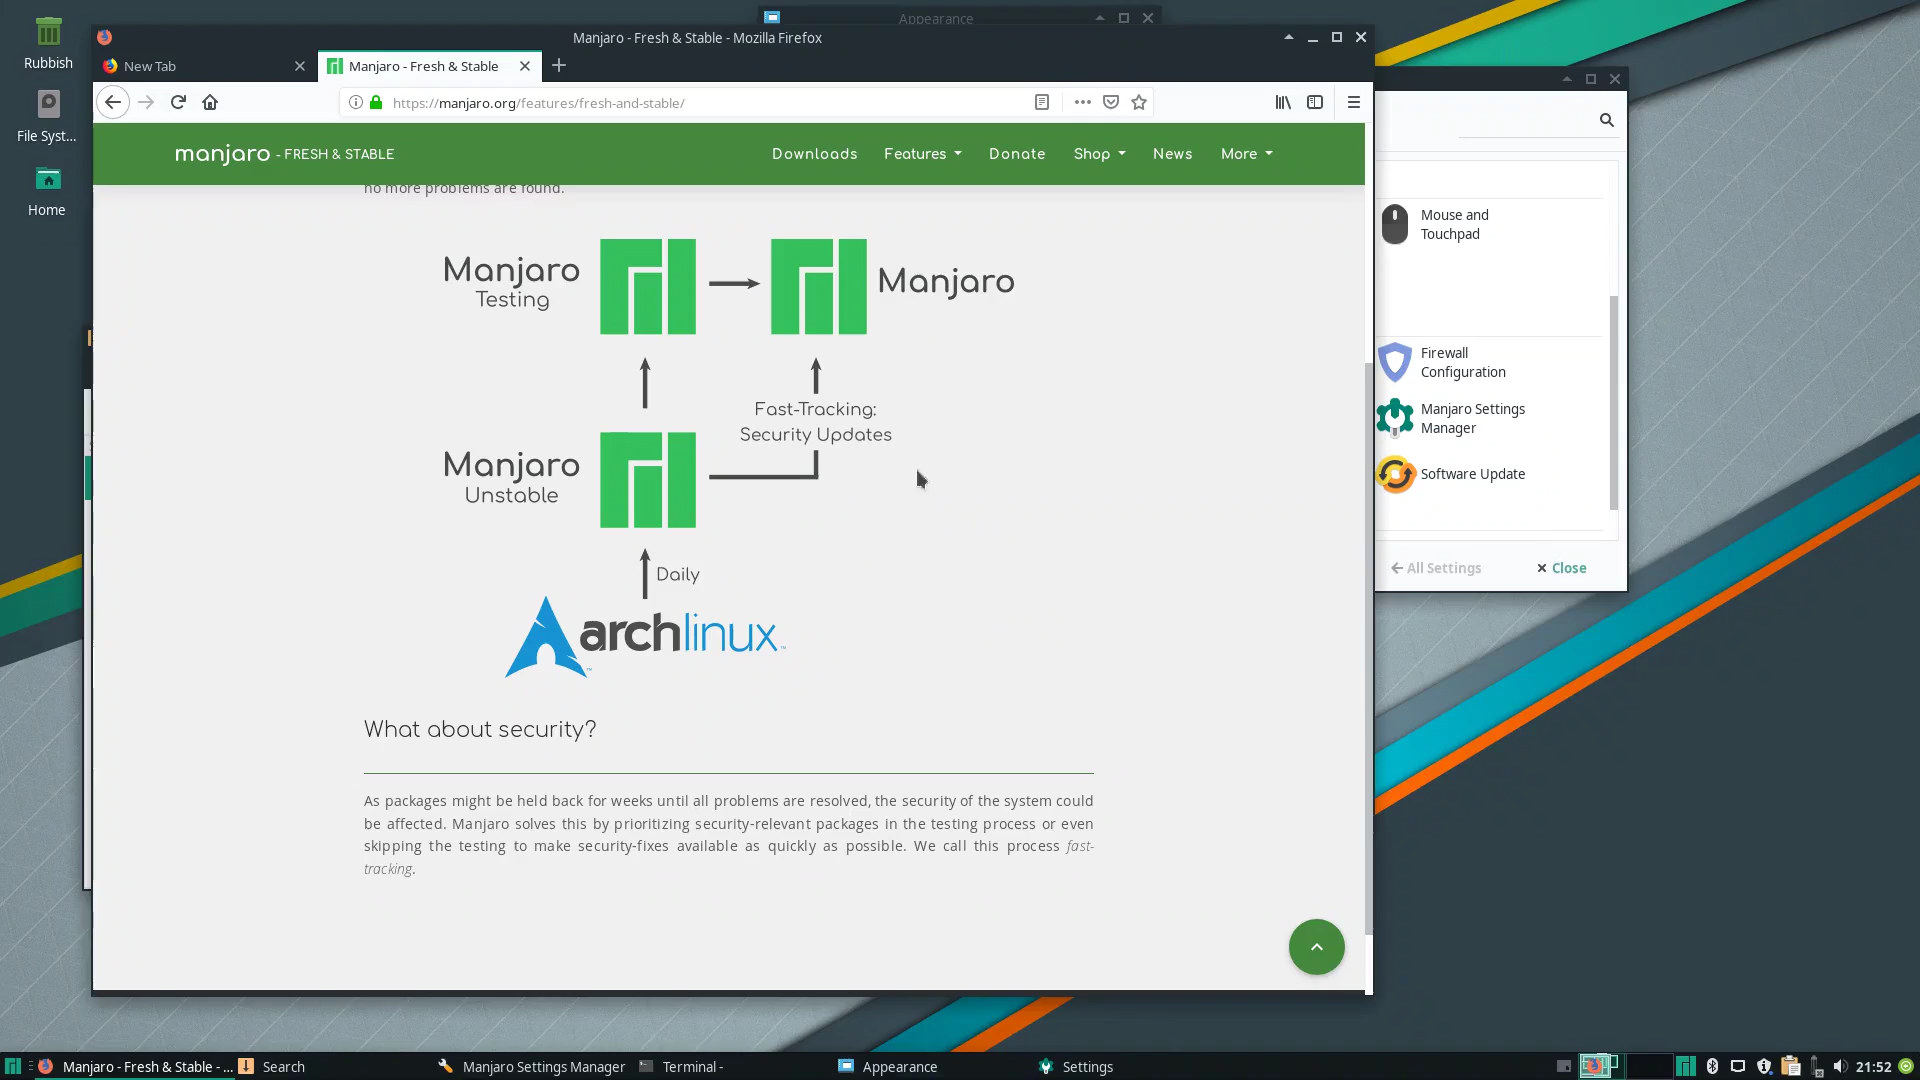 Appearance
Rubbish
File Syst...
Home
Manjaro - Fresh & Stable - Mozilla Firefox
New Tab
Manjaro - Fresh & Stable
https://manjaro.org/features/fresh-and-stable/
manjaro - FRESH & STABLE
Downloads
Features
Donate
Shop
News
More
no more problems are found.
Manjaro
Testing
Manjaro
Fast-Tracking:
Security Updates
Manjaro
Unstable
Daily
archlinux
What about security?
As packages might be held back for weeks until all problems are resolved, the security of the system could
be affected. Manjaro solves this by prioritizing security-relevant packages in the testing process or even
skipping the testing to make security-fixes available as quickly as possible. We call this process fast-
tracking.
Mouse and
Touchpad
Firewall
Configuration
Manjaro Settings
Manager
Software Update
All Settings
Close
Manjaro - Fresh & Stable - ...
Search
Manjaro Settings Manager
Terminal -
Appearance
Settings
21:52